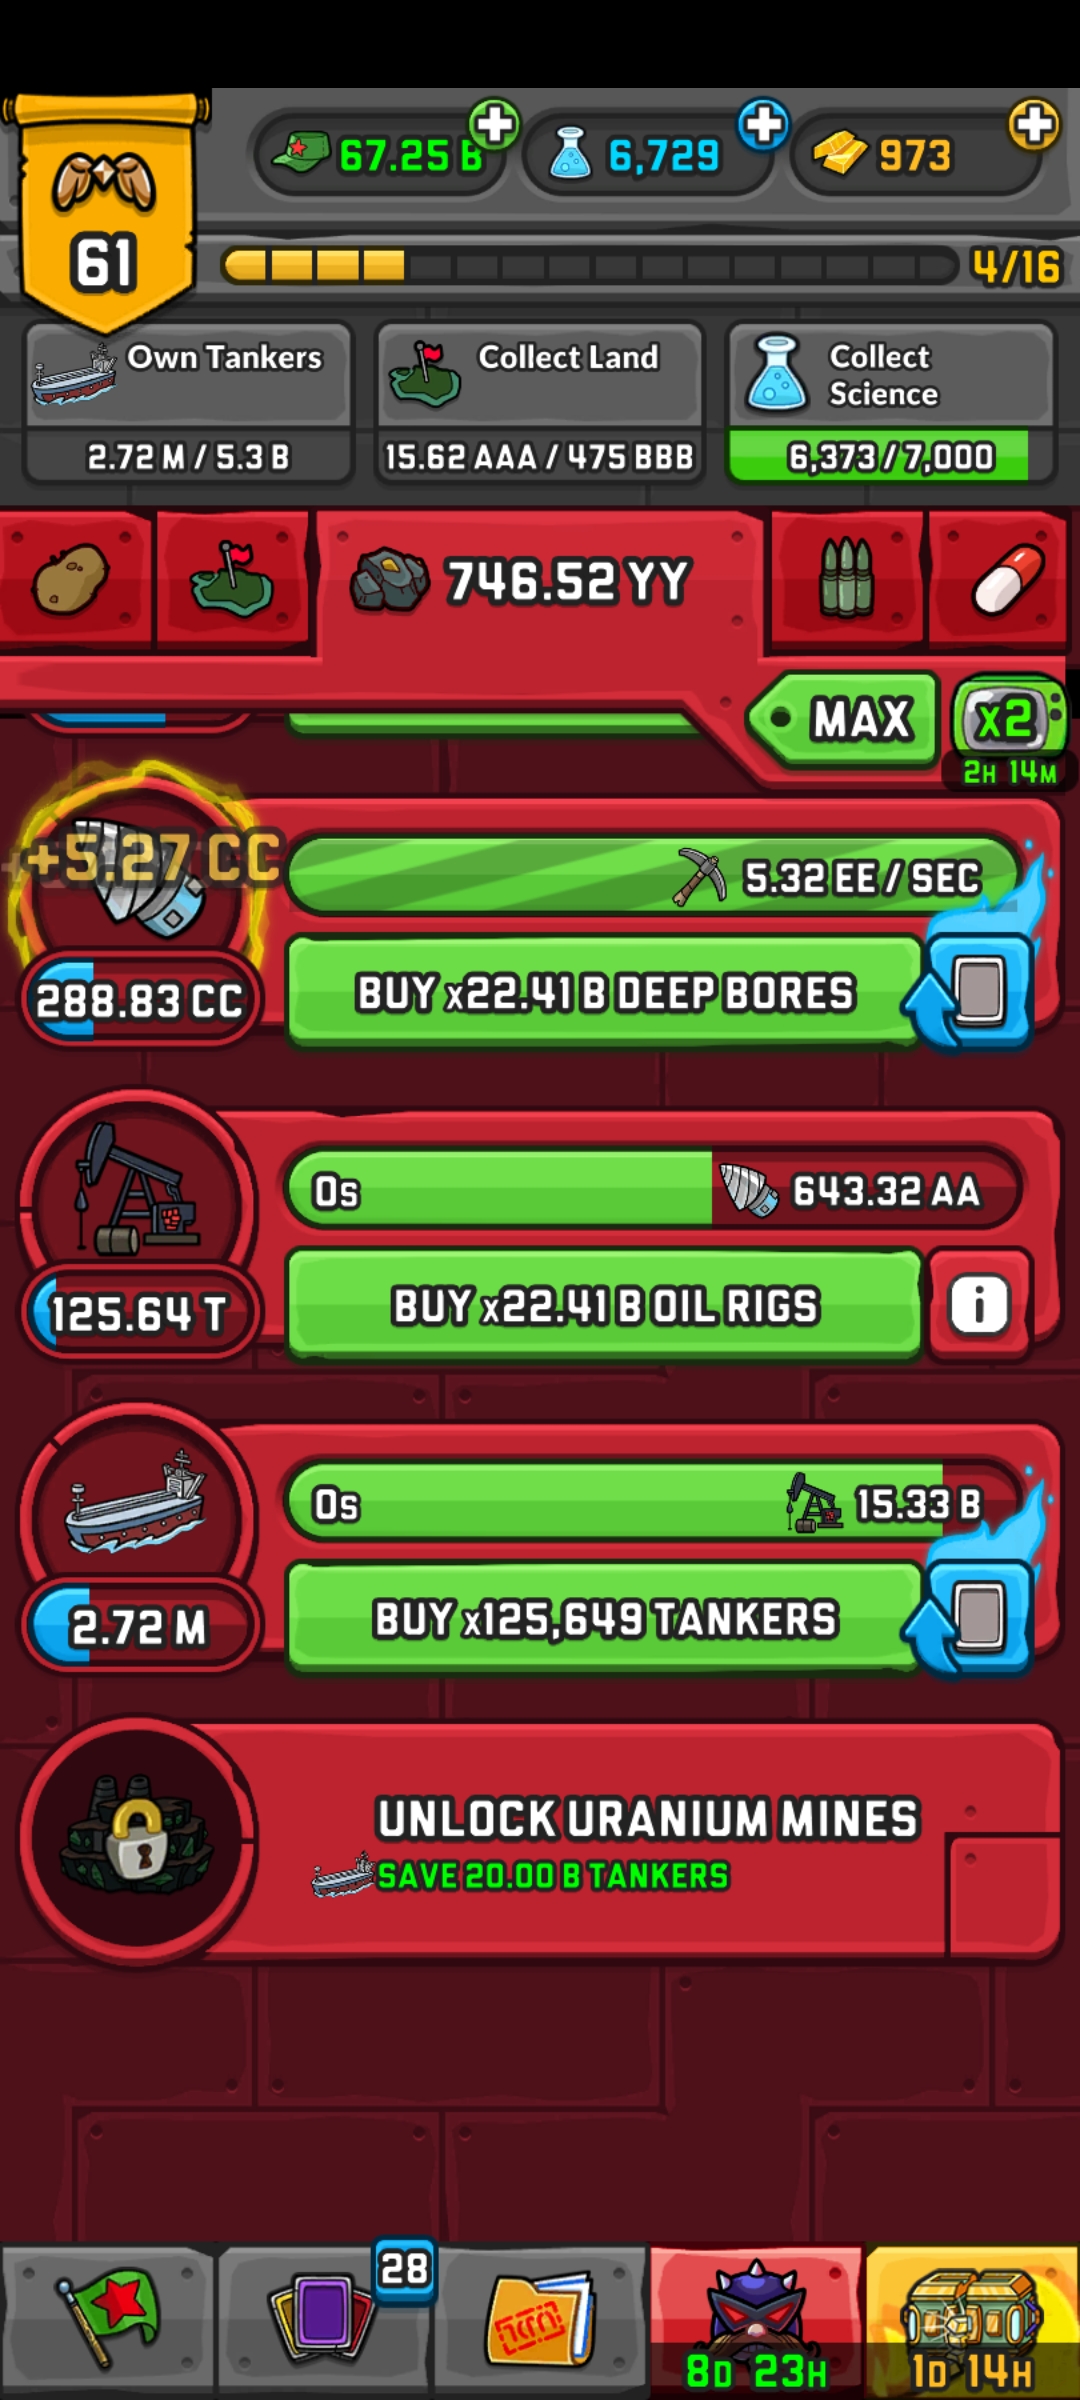 67.25 B
6,729
973
61
4/16
Own Tankers
2.72 M / 5.3 B
Collect Land
15.62 AAA / 475 BBB
Collect
Science
6,373 / 7,000
746.52 YY
MAX
x2
2H 14M
+5.27 CC
5.32 EE / SEC
288.83 CC
BUY x22.41 B DEEP BORES
0s
643.32 AA
125.64 T
BUY x22.41 B OIL RIGS
i
0s
15.33 B
2.72 M
BUY x125,649 TANKERS
UNLOCK URANIUM MINES
SAVE 20.00 B TANKERS
28
8D 23H
1D 14H